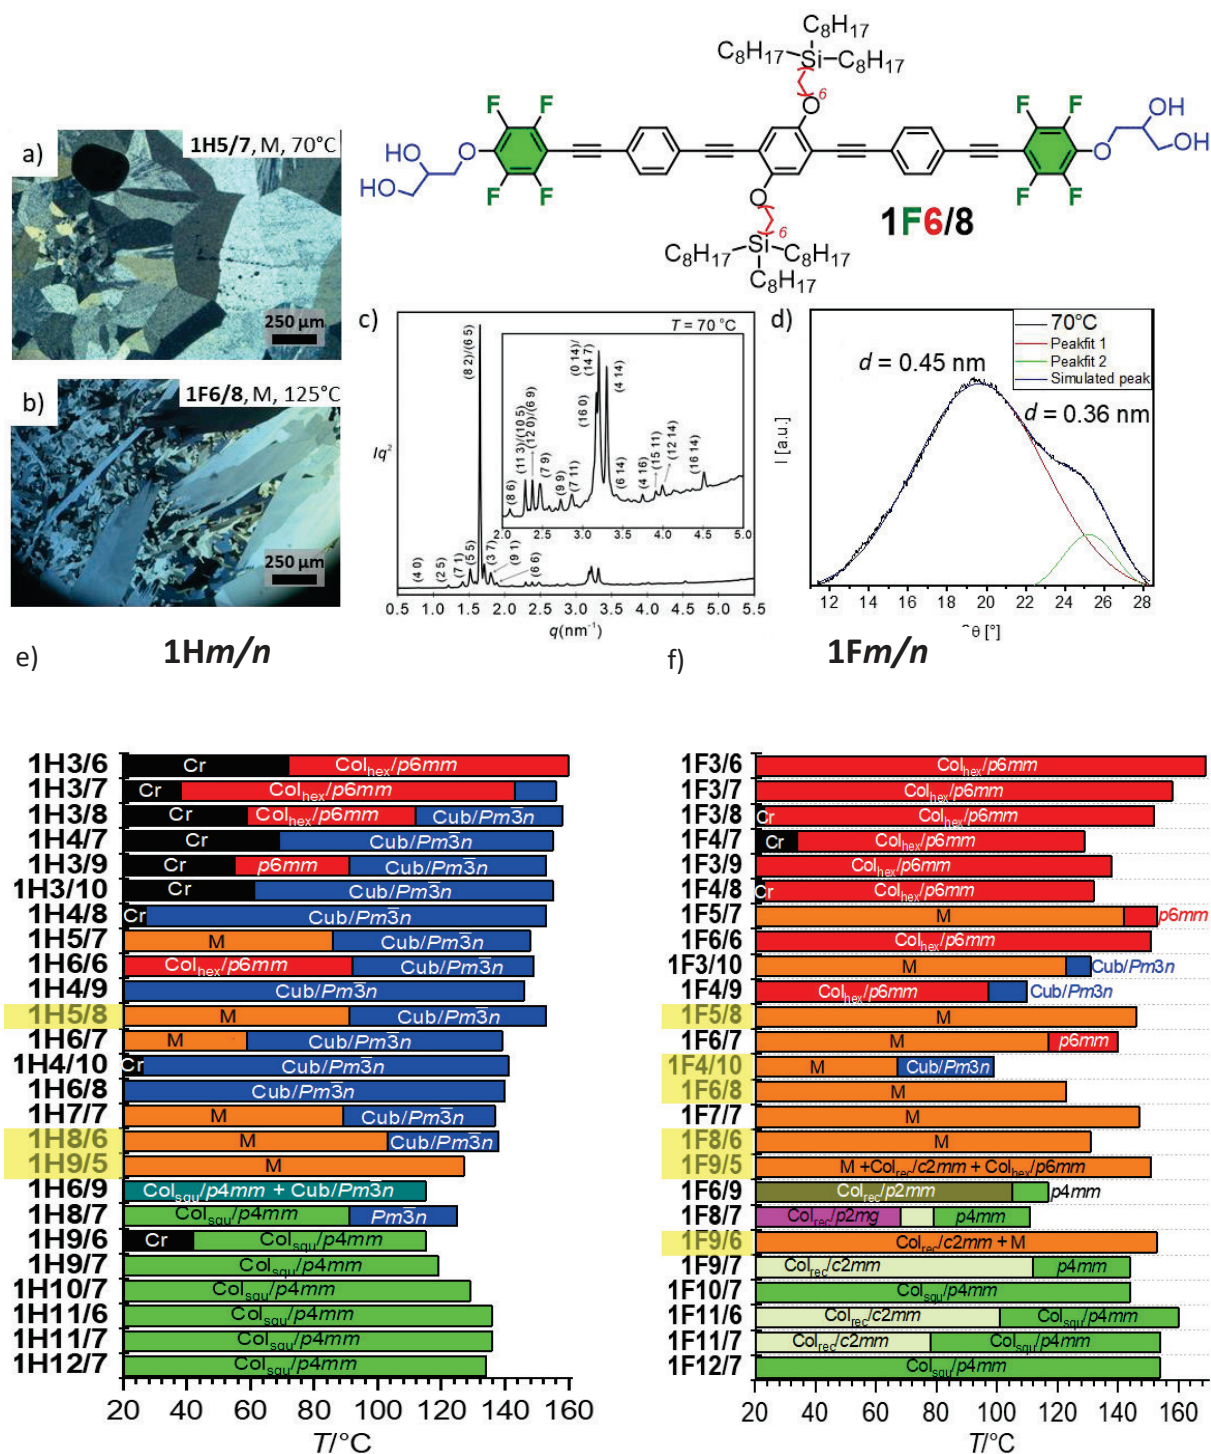 C8H17
C8H17
C8H17
Si
C8H17
6
O
F
F
F
F
OH
OH
O
a)
1H5/7, M, 70°C
250 µm
HO
HO
O
F
F
F
F
O
6
Si
C8H17
C8H17
C8H17
1F6/8
b)
1F6/8, M, 125°C
250 µm
c)
T = 70 °C
Iq²
(4 0)
(2 5)
(7 1)
(5 5)
(8 2)/(6 5)
(3 7)
(9 1)
(6 6)
(8 6)
(11 3)/(10 5)
(12 0)/(6 9)
(7 9)
(9 9)
(7 11)
(16 0)
(0 14)/
(14 7)
(4 14)
(6 14)
(4 16)
(15 11)
(12 14)
(16 14)
2.0 2.5 3.0 3.5 4.0 4.5 5.0
0.5 1.0 1.5 2.0 2.5 3.0 3.5 4.0 4.5 5.0 5.5
q(nm⁻¹)
d)
70°C
Peakfit 1
Peakfit 2
Simulated peak
d = 0.45 nm
d = 0.36 nm
I [a.u.]
12 14 16 18 20 22 24 26 28
θ [°]
e)
1Hm/n
1H3/6 Cr Colhex/p6mm
1H3/7 Cr Colhex/p6mm
1H3/8 Cr Colhex/p6mm Cub/Pm3̅n
1H4/7 Cr Cub/Pm3̅n
1H3/9 Cr p6mm Cub/Pm3̅n
1H3/10 Cr Cub/Pm3̅n
1H4/8 Cr Cub/Pm3̅n
1H5/7 M Cub/Pm3̅n
1H6/6 Colhex/p6mm Cub/Pm3̅n
1H4/9 Cub/Pm3̅n
1H5/8 M Cub/Pm3̅n
1H6/7 M Cub/Pm3̅n
1H4/10 Cr Cub/Pm3̅n
1H6/8 Cub/Pm3̅n
1H7/7 M Cub/Pm3̅n
1H8/6 M Cub/Pm3̅n
1H9/5 M
1H6/9 Colsqu/p4mm + Cub/Pm3̅n
1H8/7 Colsqu/p4mm Pm3̅n
1H9/6 Cr Colsqu/p4mm
1H9/7 Colsqu/p4mm
1H10/7 Colsqu/p4mm
1H11/6 Colsqu/p4mm
1H11/7 Colsqu/p4mm
1H12/7 Colsqu/p4mm
20 40 60 80 100 120 140 160
T/°C
f)
1Fm/n
1F3/6 Colhex/p6mm
1F3/7 Colhex/p6mm
1F3/8 Cr Colhex/p6mm
1F4/7 Cr Colhex/p6mm
1F3/9 Colhex/p6mm
1F4/8 Cr Colhex/p6mm
1F5/7 M p6mm
1F6/6 Colhex/p6mm
1F3/10 M Cub/Pm3n
1F4/9 Colhex/p6mm Cub/Pm3n
1F5/8 M
1F6/7 M p6mm
1F4/10 M Cub/Pm3n
1F6/8 M
1F7/7 M
1F8/6 M
1F9/5 M +Colrec/c2mm + Colhex/p6mm
1F6/9 Colrec/p2mm p4mm
1F8/7 Colrec/p2mg p4mm
1F9/6 Colrec/c2mm + M
1F9/7 Colrec/c2mm p4mm
1F10/7 Colsqu/p4mm
1F11/6 Colrec/c2mm Colsqu/p4mm
1F11/7 Colrec/c2mm Colsqu/p4mm
1F12/7 Colsqu/p4mm
20 40 60 80 100 120 140 160
T/°C